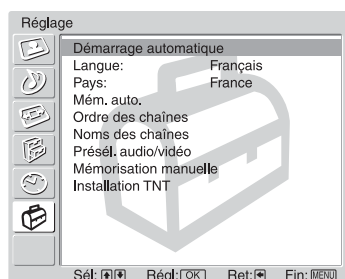 Réglage
Démarrage automatique
Langue: Français
Pays: France
Mém. auto.
Ordre des chaînes
Noms des chaînes
Présél. audio/vidéo
Mémorisation manuelle
Installation TNT
Sél: Régl: OK Ret: Fin: MENU